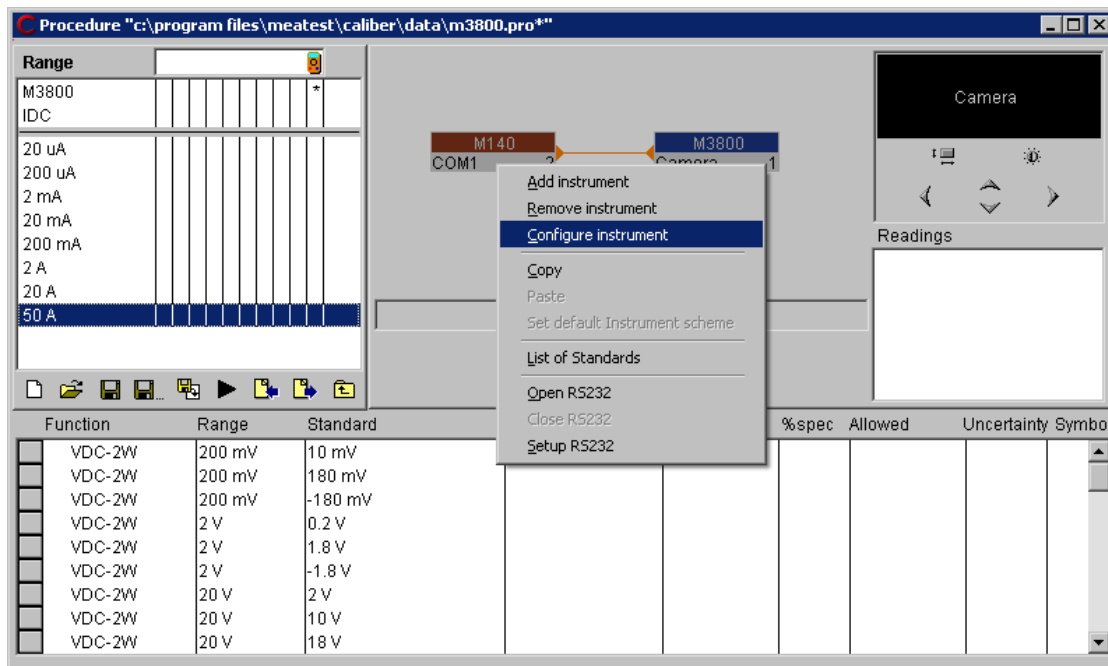 Procedure "c:\program files\meatest\caliber\data\m3800.pro*"
Range
M3800 *
IDC
20 uA
200 uA
2 mA
20 mA
200 mA
2 A
20 A
50 A
M140
COM1 2
M3800
Camera 1
Add instrument
Remove instrument
Configure instrument
Copy
Paste
Set default Instrument scheme
List of Standards
Open RS232
Close RS232
Setup RS232
Camera
Readings
Function Range Standard %spec Allowed Uncertainty Symbo
VDC-2W 200 mV 10 mV
VDC-2W 200 mV 180 mV
VDC-2W 200 mV -180 mV
VDC-2W 2 V 0.2 V
VDC-2W 2 V 1.8 V
VDC-2W 2 V -1.8 V
VDC-2W 20 V 2 V
VDC-2W 20 V 10 V
VDC-2W 20 V 18 V